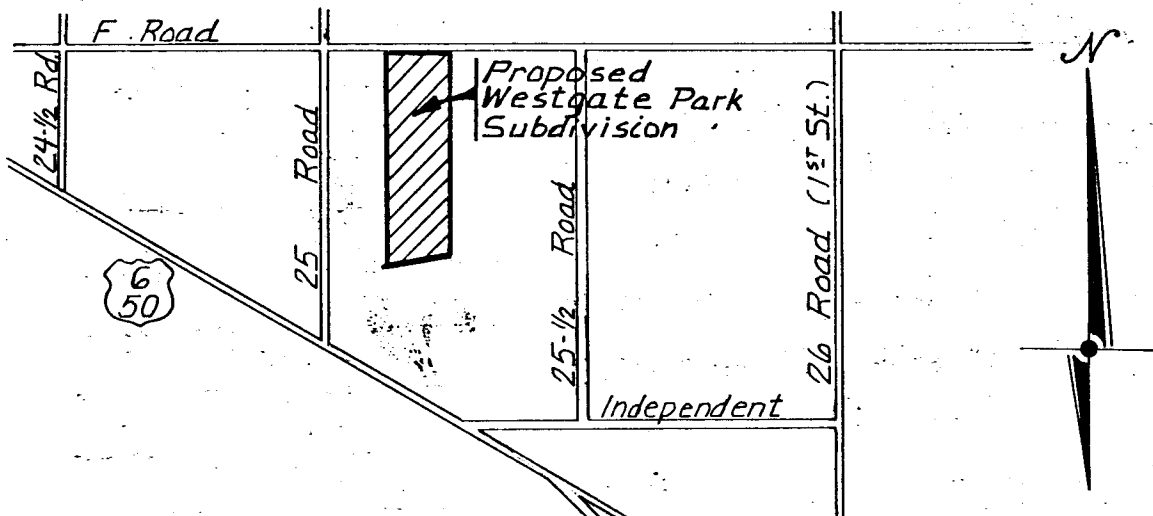 F. Road
N
24-1/2 Rd.
25 Road
Proposed
Westgate Park
Subdivision
25-1/2 Road
26 Road (1ST St.)
6
50
Independent